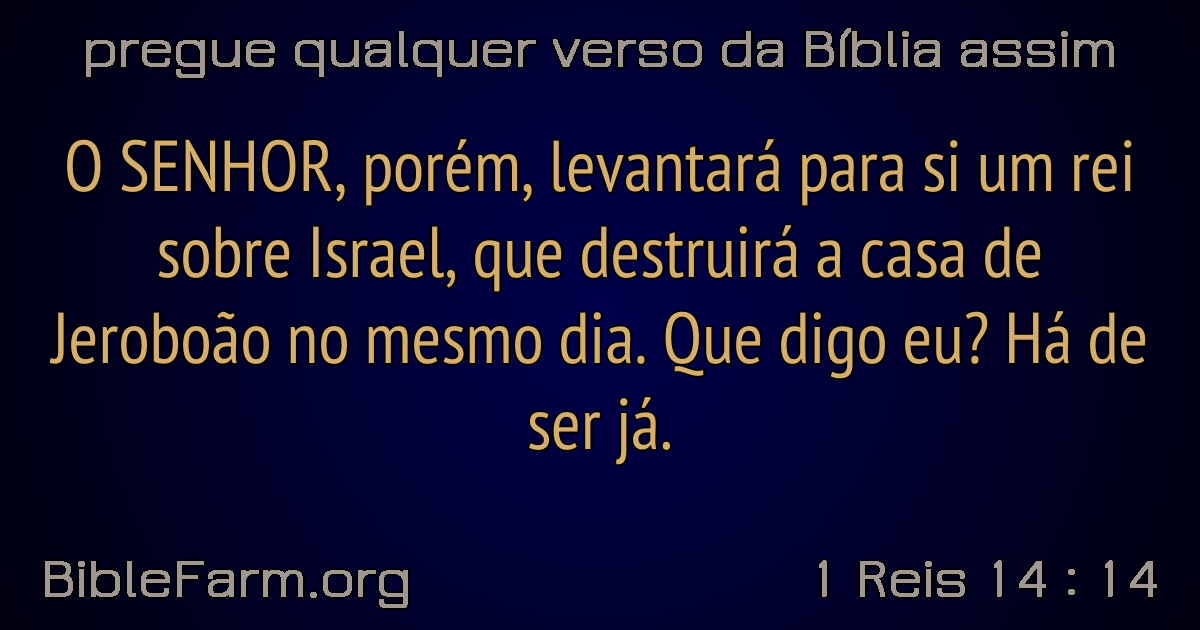 pregue qualquer verso da Bíblia assim
O SENHOR, porém, levantará para si um rei
sobre Israel, que destruirá a casa de
Jeroboão no mesmo dia. Que digo eu? Há de
ser já.
BibleFarm.org
1 Reis 14 : 14